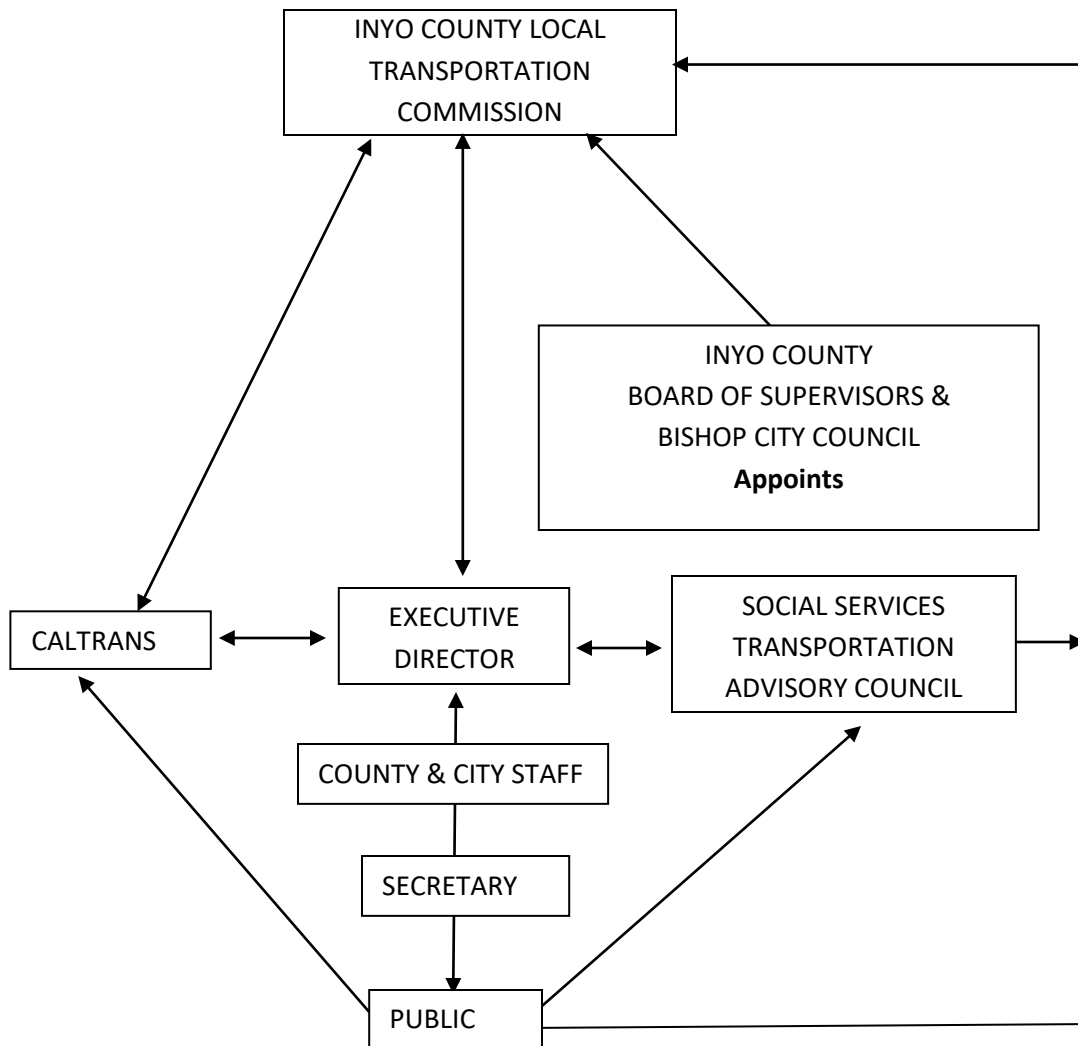 INYO COUNTY LOCAL
TRANSPORTATION
COMMISSION
INYO COUNTY
BOARD OF SUPERVISORS &
BISHOP CITY COUNCIL
Appoints
CALTRANS
EXECUTIVE
DIRECTOR
SOCIAL SERVICES
TRANSPORTATION
ADVISORY COUNCIL
COUNTY & CITY STAFF
SECRETARY
PUBLIC